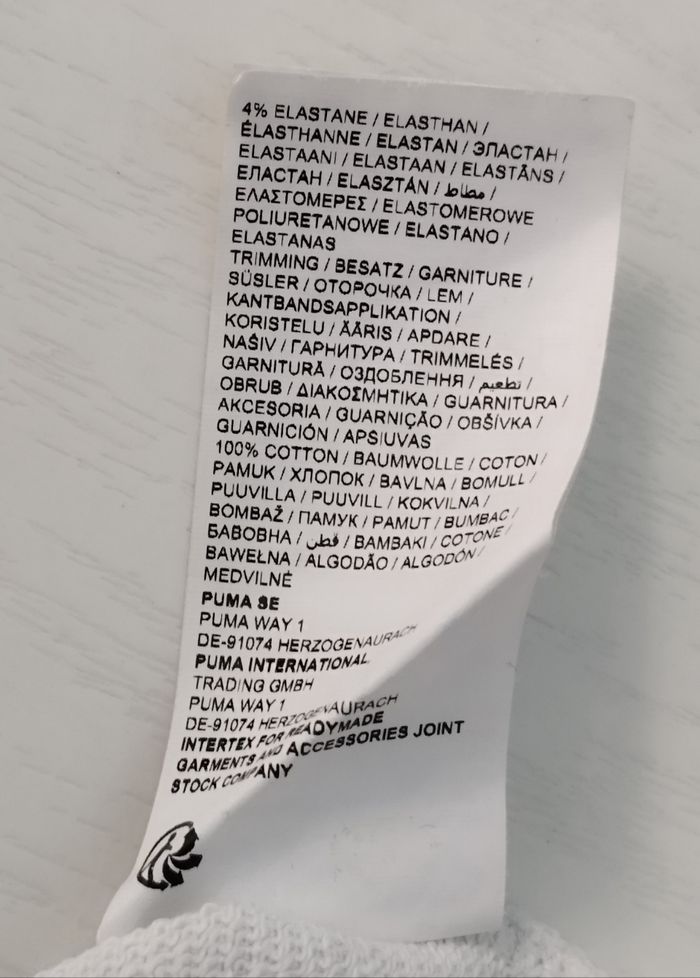 4% ELASTANE / ELASTHAN /
ÉLASTHANNE / ELASTAN / ЭЛАСТАН /
ELASTAANI / ELASTAAN / ELASTĀNS /
ЕЛАСТАН / ELASZTÁN / مطاط /
ΕΛΑΣΤΟΜΕΡΕΣ / ELASTOMEROWE
POLIURETANOWE / ELASTANO /
ELASTANAS
TRIMMING / BESATZ / GARNITURE /
SÜSLER / ОТОРОЧКА / LEM /
KANTBANDSAPPLIKATION /
KORISTELU / ÄÄRIS / APDARE /
NAŠIV / ГАРНИТУРА / TRIMMELÉS /
GARNITURĂ / ОЗДОБЛЕННЯ / تطعيم /
OBRUB / ΔΙΑΚΟΣΜΗΤΙΚΑ / GUARNITURA /
AKCESORIA / GUARNIÇÃO / OBŠÍVKA /
GUARNICIÓN / APSIUVAS
100% COTTON / BAUMWOLLE / COTON /
PAMUK / ХЛОПОК / BAVLNA / BOMULL /
PUUVILLA / PUUVILL / KOKVILNA /
BOMBAŽ / ПАМУК / PAMUT / BUMBAC /
БАВОВНА / قطن / BAMBAKI / COTONE /
BAWEŁNA / ALGODÃO / ALGODÓN /
MEDVILNĖ
PUMA SE
PUMA WAY 1
DE-91074 HERZOGENAURACH
PUMA INTERNATIONAL
TRADING GMBH
PUMA WAY 1
DE-91074 HERZOGENAURACH
INTERTEX FOR READYMADE
GARMENTS AND ACCESSORIES JOINT
STOCK COMPANY